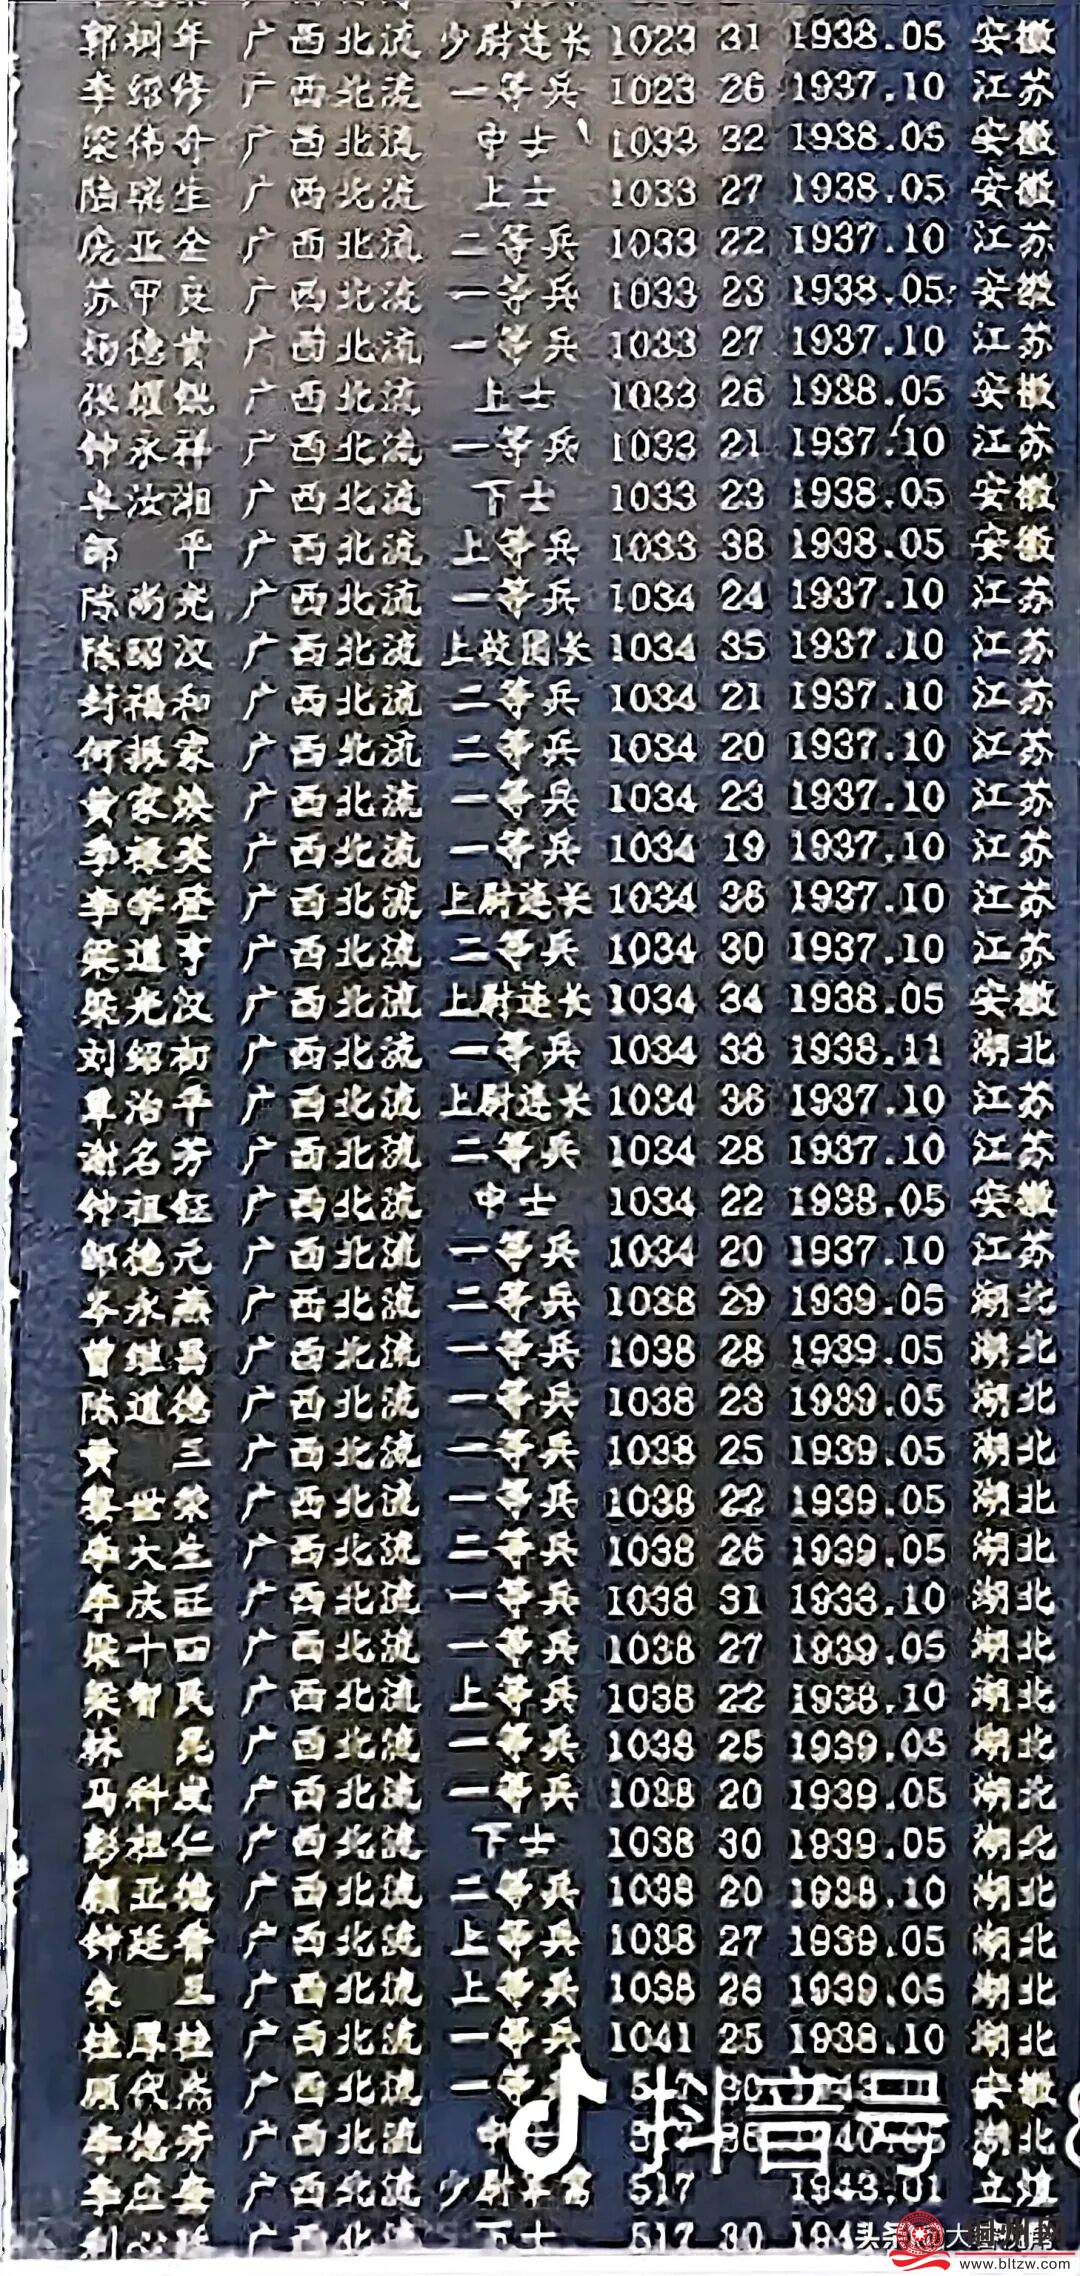 郭圳年 广西北流 少尉连长 1023 31 1938.05 安徽
李绍修 广西北流 一等兵 1023 26 1937.10 江苏
梁伟升 广西北流 中士 1033 32 1938.05 安徽
陆瑞生 广西北流 上士 1033 27 1938.05 安徽
庞亚全 广西北流 二等兵 1033 22 1937.10 江苏
苏甲良 广西北流 一等兵 1033 23 1938.05 安徽
杨德贵 广西北流 一等兵 1033 27 1937.10 江苏
张耀焜 广西北流 上士 1033 26 1938.05 安徽
钟永祥 广西北流 一等兵 1033 21 1937.10 江苏
卓汝湘 广西北流 下士 1033 23 1938.05 安徽
邹平 广西北流 上等兵 1033 38 1938.05 安徽
陈尚光 广西北流 一等兵 1034 24 1937.10 江苏
陈昭汉 广西北流 上校团长 1034 35 1937.10 江苏
封福和 广西北流 二等兵 1034 21 1937.10 江苏
何振家 广西北流 二等兵 1034 20 1937.10 江苏
黄家焕 广西北流 一等兵 1034 23 1937.10 江苏
李禄英 广西北流 一等兵 1034 19 1937.10 江苏
李学登 广西北流 上尉连长 1034 36 1937.10 江苏
梁道亨 广西北流 二等兵 1034 30 1937.10 江苏
梁光汉 广西北流 上尉连长 1034 34 1938.05 安徽
刘绍初 广西北流 一等兵 1034 33 1938.11 湖北
覃治平 广西北流 上尉连长 1034 36 1937.10 江苏
谢名芳 广西北流 二等兵 1034 28 1937.10 江苏
钟祖钰 广西北流 中士 1034 22 1938.05 安徽
邹德元 广西北流 一等兵 1034 20 1937.10 江苏
岑永燕 广西北流 二等兵 1038 29 1939.05 湖北
曾继昌 广西北流 一等兵 1038 28 1939.05 湖北
陈道德 广西北流 一等兵 1038 23 1939.05 湖北
黄三 广西北流 一等兵 1038 25 1939.05 湖北
世荣 广西北流 一等兵 1038 22 1939.05 湖北
李大生 广西北流 二等兵 1038 26 1939.05 湖北
李庆旺 广西北流 一等兵 1038 31 1938.10 湖北
梁十四 广西北流 一等兵 1038 27 1939.05 湖北
梁智民 广西北流 上等兵 1038 22 1938.10 湖北
林 广西北流 一等兵 1038 25 1939.05 湖北
马科发 广西北流 一等兵 1038 20 1939.05 湖北
彭祖仁 广西北流 下士 1038 30 1939.05 湖北
颜亚德 广西北流 二等兵 1038 20 1938.10 湖北
钟廷 广西北流 上等兵 1038 27 1939.05 湖北
朱 广西北流 上等兵 1038 26 1939.05 湖北
厚 广西北流 一等兵 1041 25 1938.10 湖北
代 广西北流 一等 安徽
李德芳 广西北流 湖北
李应 广西北流 少尉 517 1943.01 立煌
广西北流 下士 517 30
抖音号
头条
www.bltzw.com